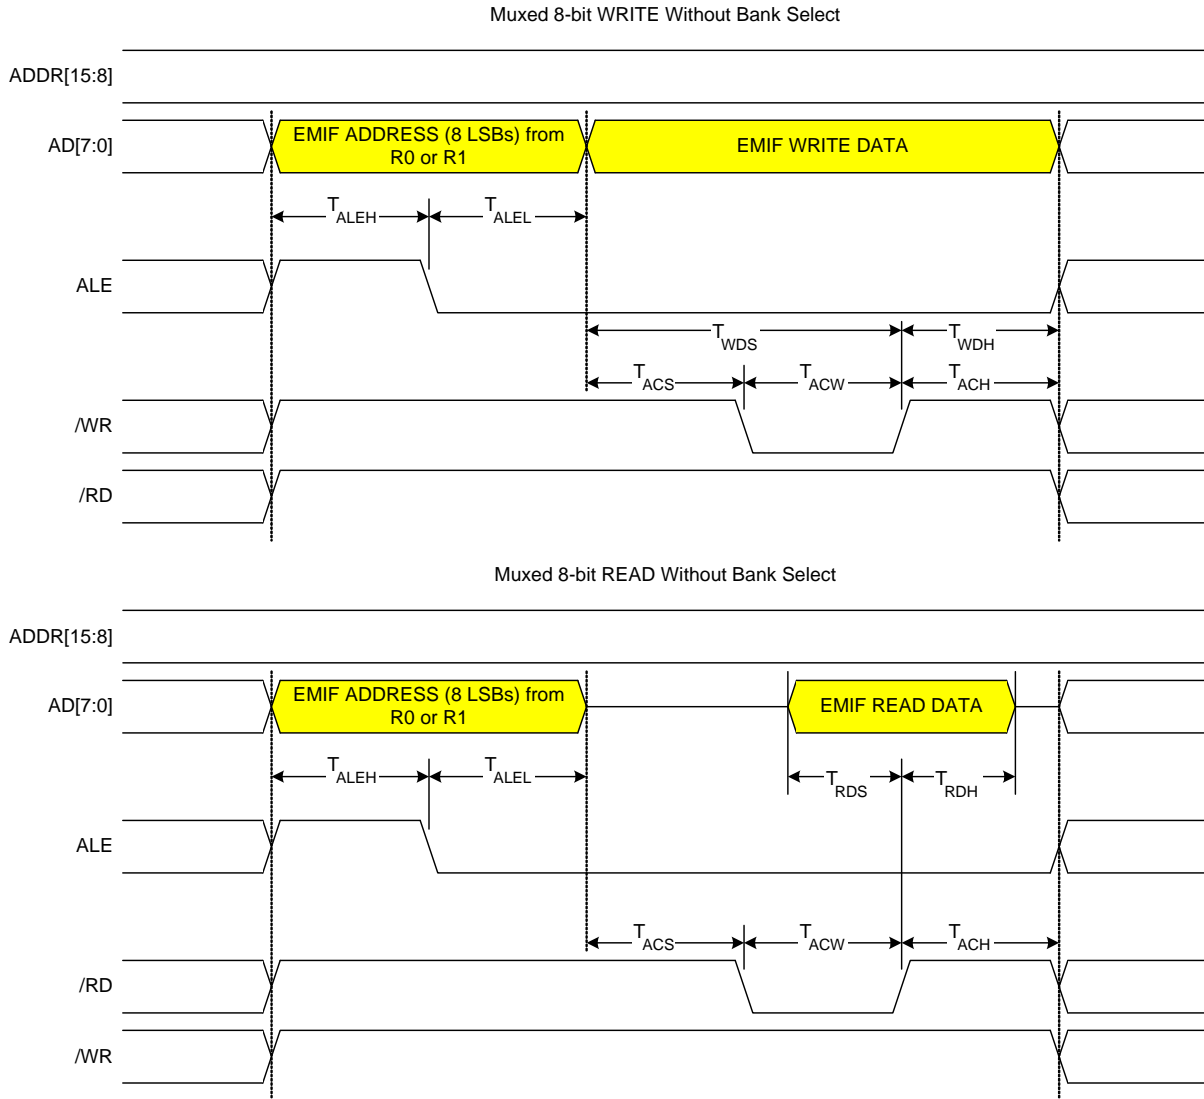 Muxed 8-bit WRITE Without Bank Select
ADDR[15:8]
AD[7:0]
EMIF ADDRESS (8 LSBs) from
R0 or R1
EMIF WRITE DATA
TALEH
TALEL
ALE
TWDS
TWDH
TACS
TACW
TACH
/WR
/RD
Muxed 8-bit READ Without Bank Select
ADDR[15:8]
AD[7:0]
EMIF ADDRESS (8 LSBs) from
R0 or R1
EMIF READ DATA
TALEH
TALEL
TRDS
TRDH
ALE
TACS
TACW
TACH
/RD
/WR